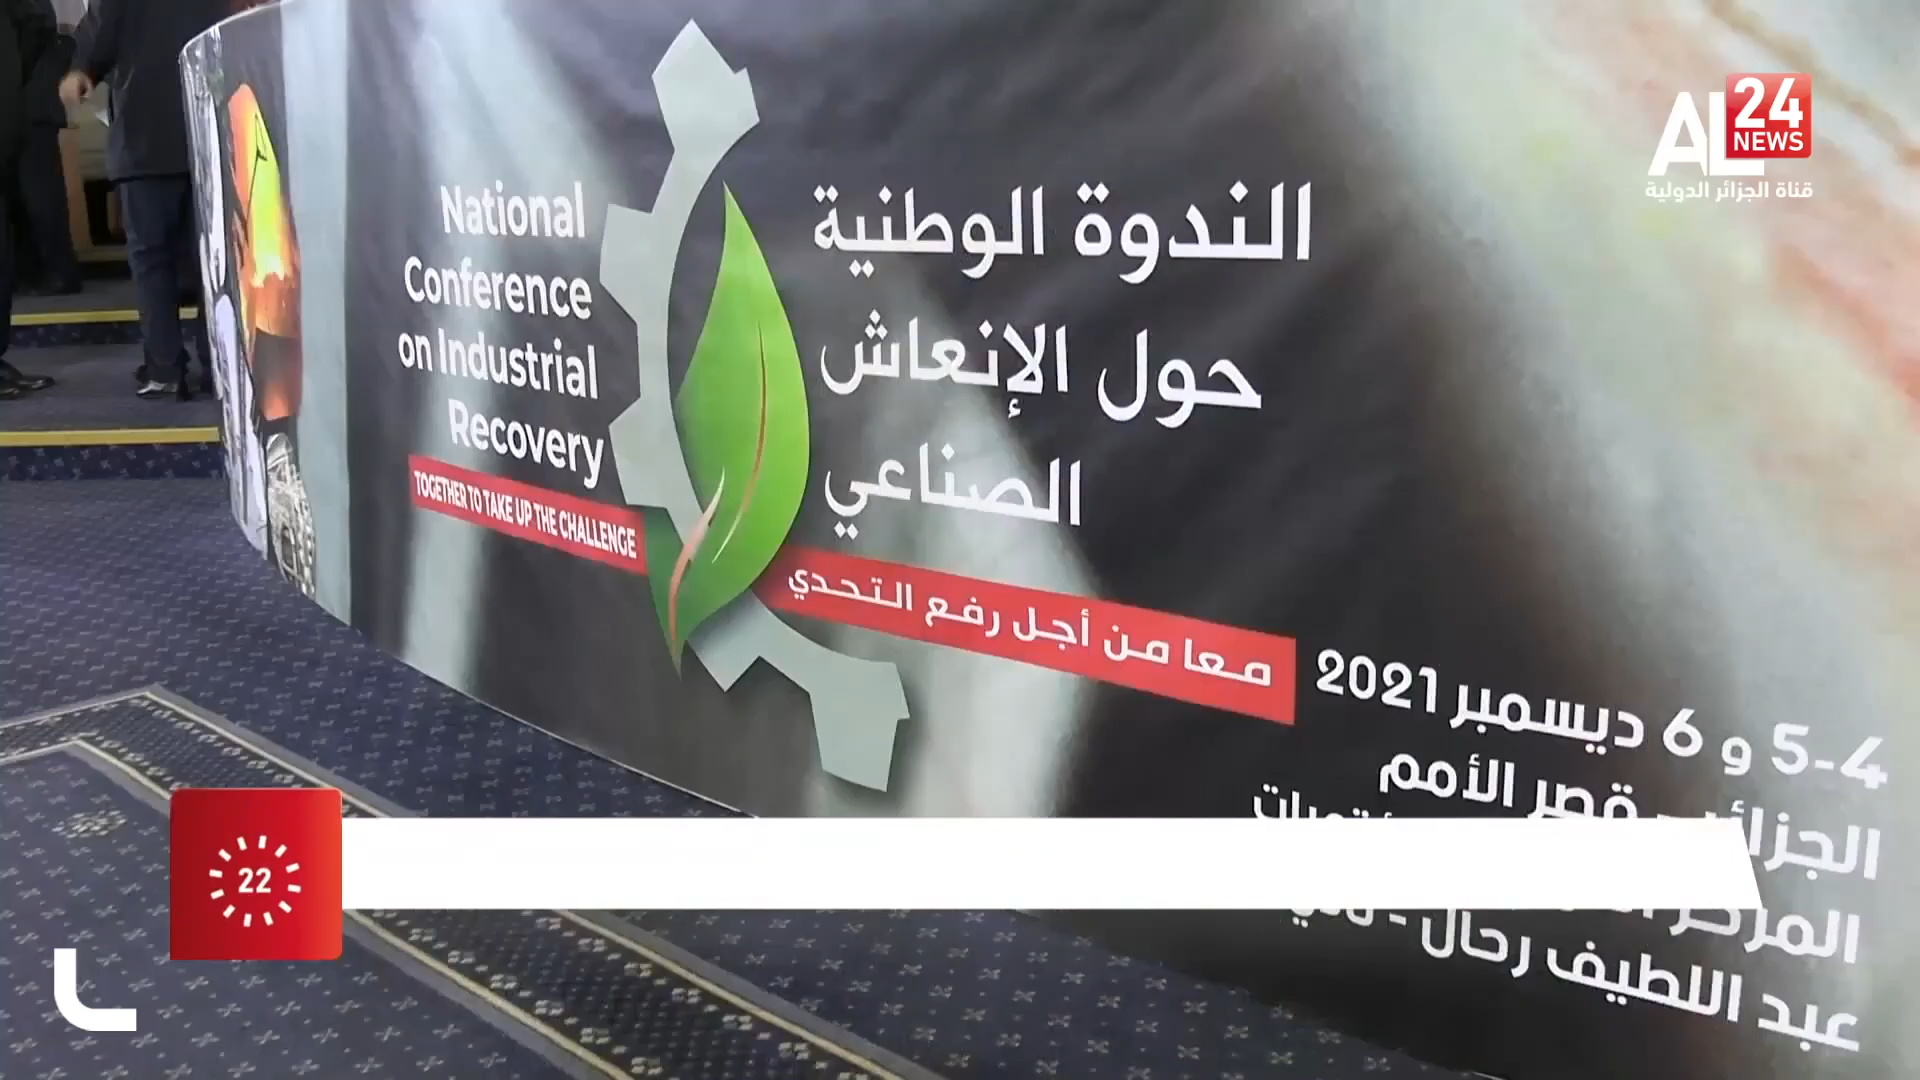 AL
24
NEWS
قناة الجزائر الدولية
National
Conference
on Industrial
Recovery
TOGETHER TO TAKE UP THE CHALLENGE
الندوة الوطنية
حول الإنعاش
الصناعي
معا من أجل رفع التحدي
4-5 و 6 ديسمبر 2021
الجزائر - قصر الأمم
عبد اللطيف رحال
22